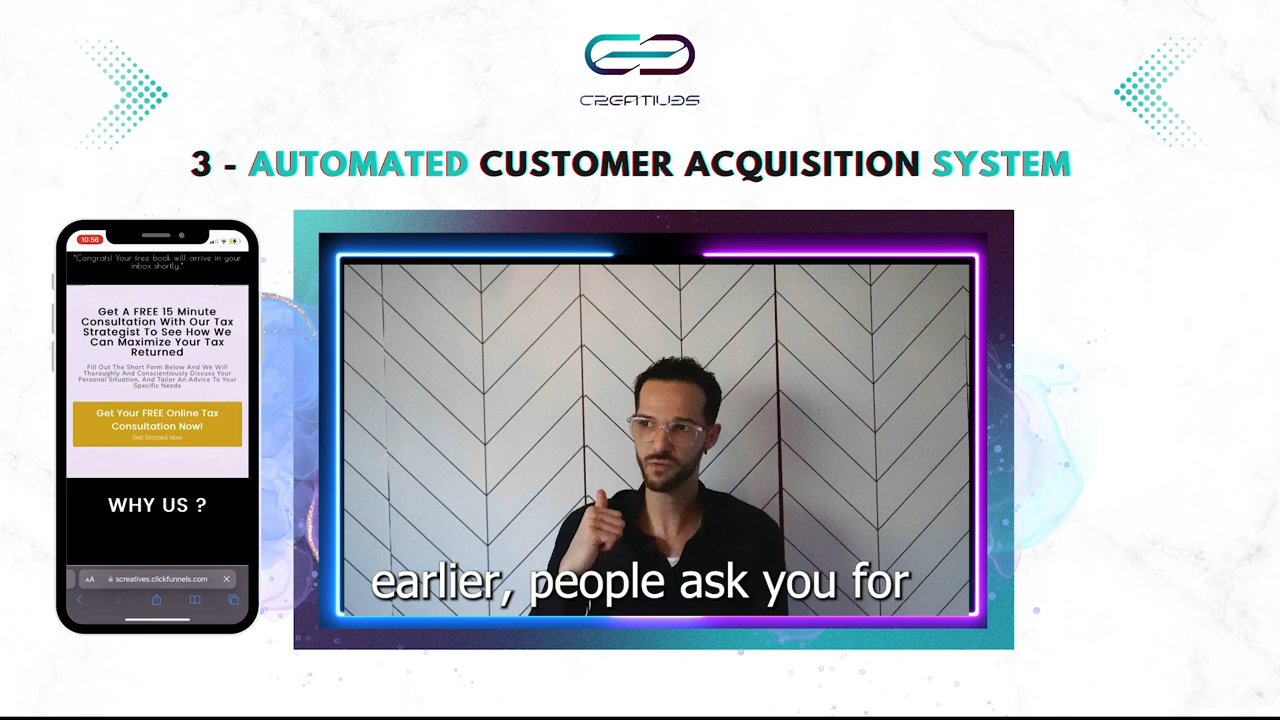 CREATIVES
3 - AUTOMATED CUSTOMER ACQUISITION SYSTEM
10:56
"Congrats! Your free book will arrive in your
inbox shortly."
Get A FREE 15 Minute
Consultation With Our Tax
Strategist To See How We
Can Maximize Your Tax
Returned
Fill Out The Short Form Below And We Will
Thoroughly And Conscientiously Discuss Your
Personal Situation, And Tailor An Advice To Your
Specific Needs
Get Your FREE Online Tax
Consultation Now!
Get Started Now
WHY US ?
AA screatives.clickfunnels.com
earlier, people ask you for